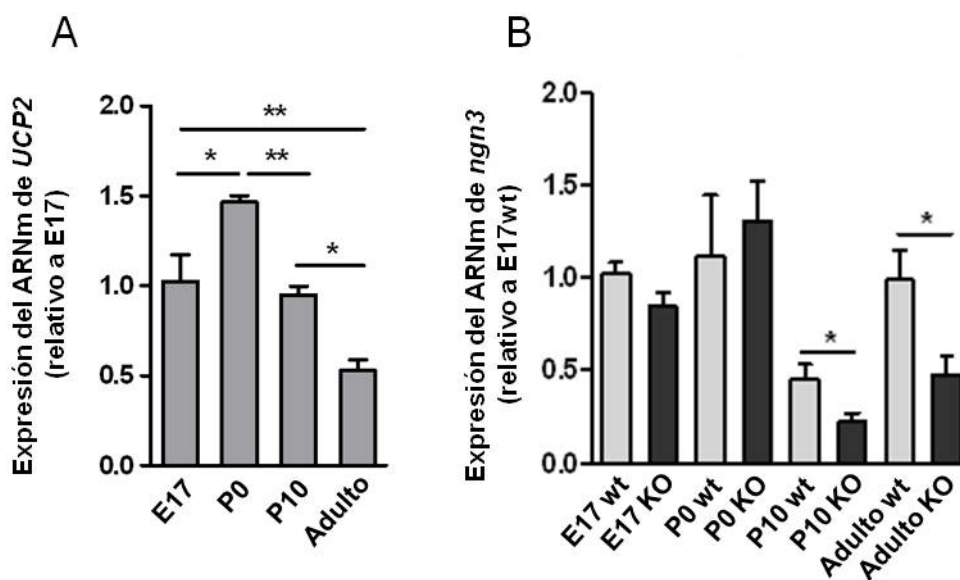 A
Expresión del ARNm de UCP2
(relativo a E17)
2.0
1.5
1.0
0.5
0.0
**
*
**
*
E17
P0
P10
Adulto
B
Expresión del ARNm de ngn3
(relativo a E17wt)
2.0
1.5
1.0
0.5
0.0
*
*
E17 wt
E17 KO
P0 wt
P0 KO
P10 wt
P10 KO
Adulto wt
Adulto KO